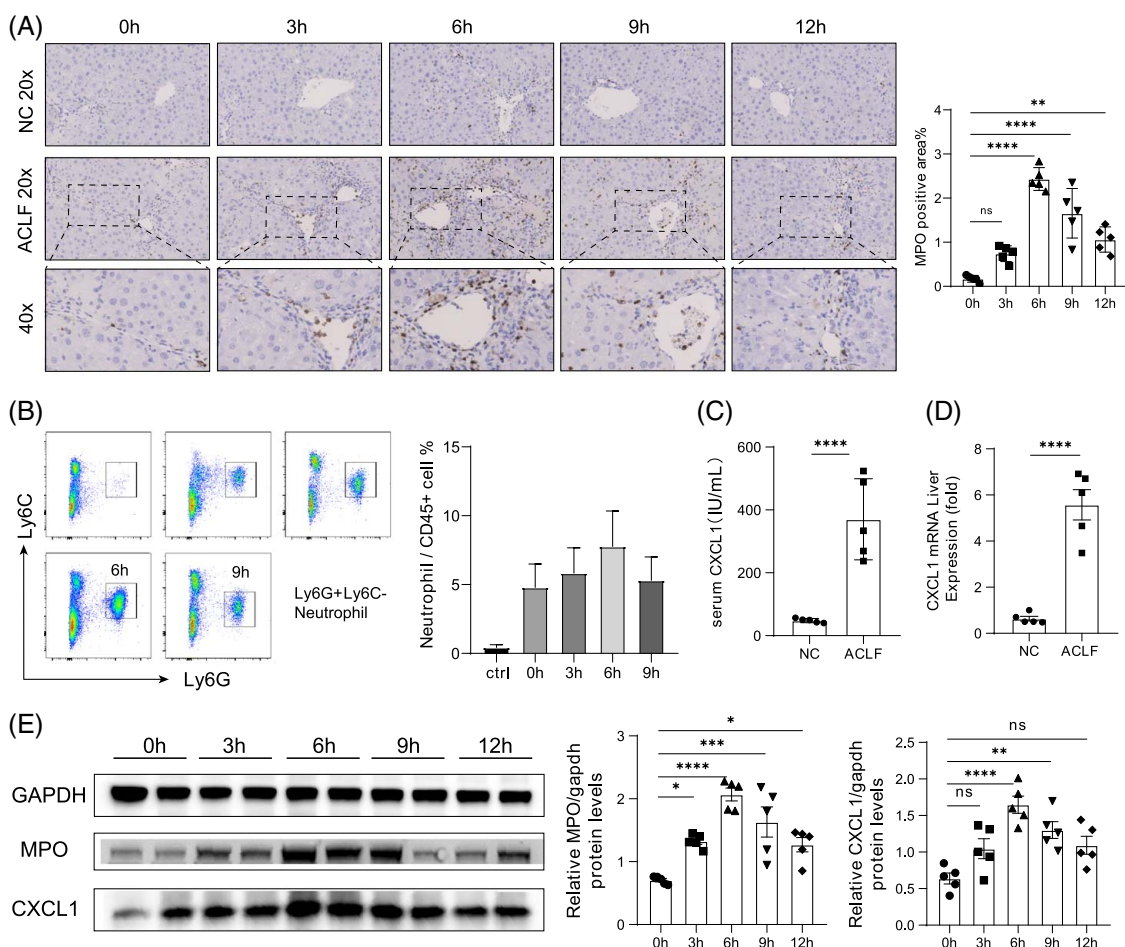 (A)
0h 3h 6h 9h 12h
NC 20x
ACLF 20x
40x
MPO positive area%
4
3
2
1
0
**
****
****
ns
0h 3h 6h 9h 12h
(B)
Ly6C
6h 9h
Ly6G
Ly6G+Ly6C-
Neutrophil
Neutrophil / CD45+ cell %
15
10
5
0
ctrl 0h 3h 6h 9h
(C)
serum CXCL1(IU/mL)
600
400
200
0
****
NC ACLF
(D)
CXCL1 mRNA Liver
Expression (fold)
8
6
4
2
0
****
NC ACLF
(E)
0h 3h 6h 9h 12h
GAPDH
MPO
CXCL1
Relative MPO/gapdh
protein levels
3
2
1
0
*
***
****
*
0h 3h 6h 9h 12h
Relative CXCL1/gapdh
protein levels
2.5
2.0
1.5
1.0
0.5
0.0
ns
**
****
ns
0h 3h 6h 9h 12h